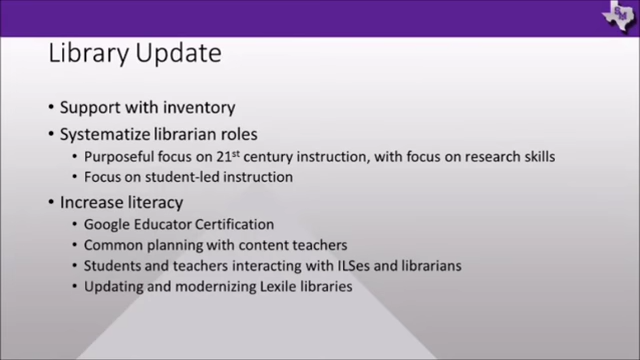 Library Update
• Support with inventory
• Systematize librarian roles
• Purposeful focus on 21st century instruction, with focus on research skills
• Focus on student-led instruction
• Increase literacy
• Google Educator Certification
• Common planning with content teachers
• Students and teachers interacting with ILSes and librarians
• Updating and modernizing Lexile libraries